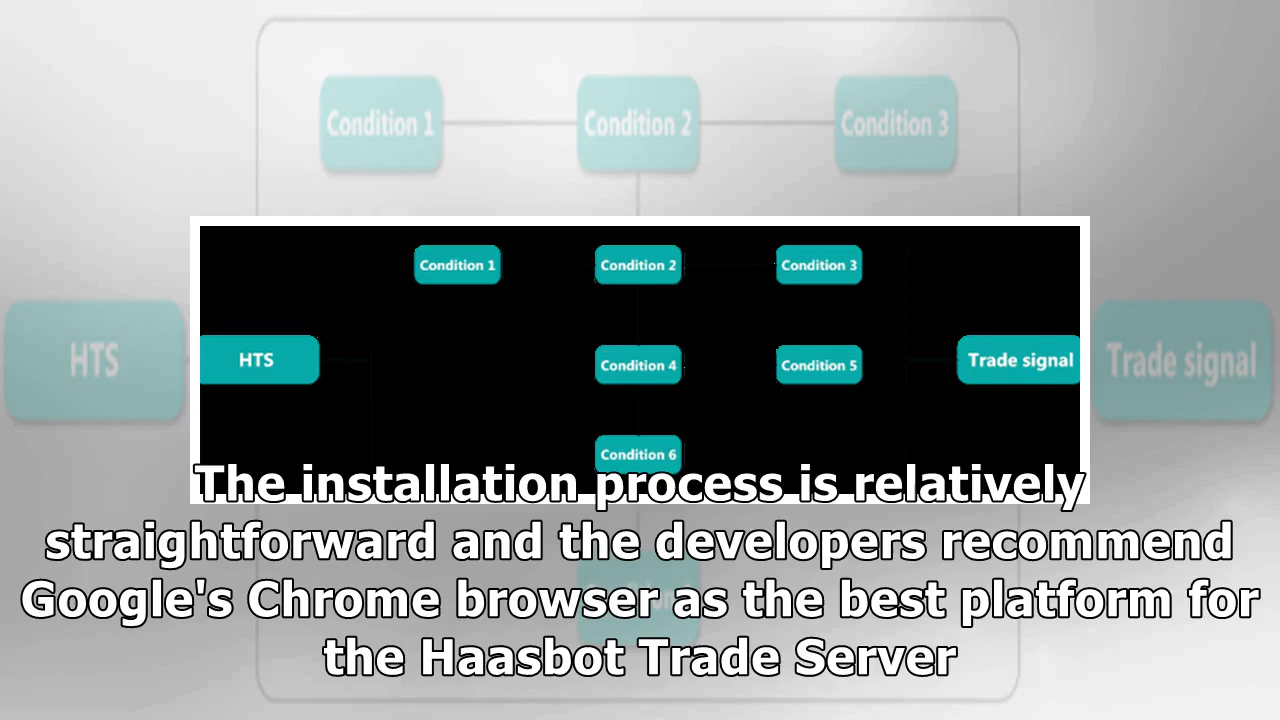 Condition 1 Condition 2 Condition 3
Condition 1 Condition 2 Condition 3
HTS HTS Trade signal Trade signal
Condition 4 Condition 5
Condition 6
The installation process is relatively
straightforward and the developers recommend
Google's Chrome browser as the best platform for
the Haasbot Trade Server